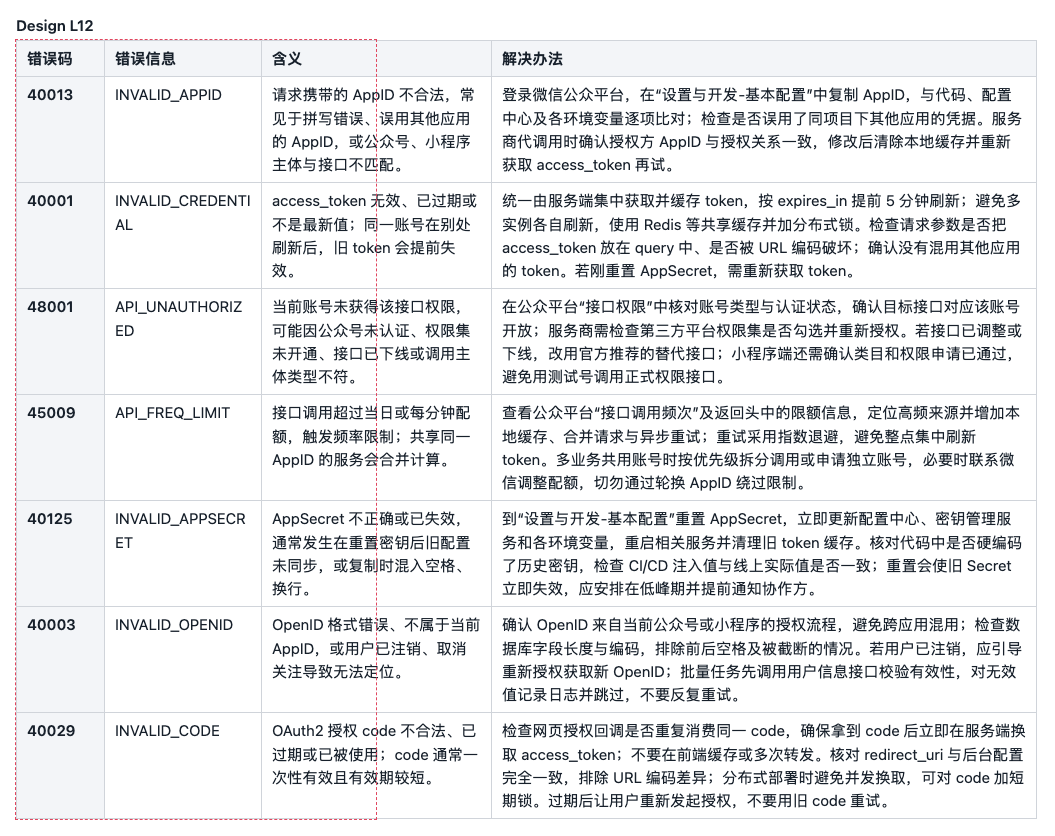 Design L12
错误码 错误信息 含义 解决办法
40013
INVALID_APPID
请求携带的 AppID 不合法，常
见于拼写错误、误用其他应用
的 AppID，或公众号、小程序
主体与接口不匹配。
登录微信公众平台，在“设置与开发-基本配置”中复制 AppID，与代码、配置
中心及各环境变量逐项比对；检查是否误用了同项目下其他应用的凭据。服务
商代调用时确认授权方 AppID 与授权关系一致，修改后清除本地缓存并重新
获取 access_token 再试。
40001
INVALID_CREDENTI
AL
access_token 无效、已过期或
不是最新值；同一账号在别处
刷新后，旧 token 会提前失
效。
统一由服务端集中获取并缓存 token，按 expires_in 提前 5 分钟刷新；避免多
实例各自刷新，使用 Redis 等共享缓存并加分布式锁。检查请求参数是否把
access_token 放在 query 中、是否被 URL 编码破坏；确认没有混用其他应用
的 token。若刚重置 AppSecret，需重新获取 token。
48001
API_UNAUTHORIZ
ED
当前账号未获得该接口权限，
可能因公众号未认证、权限集
未开通、接口已下线或调用主
体类型不符。
在公众平台“接口权限”中核对账号类型与认证状态，确认目标接口对应该账号
开放；服务商需检查第三方平台权限集是否勾选并重新授权。若接口已调整或
下线，改用官方推荐的替代接口；小程序端还需确认类目和权限申请已通过，
避免用测试号调用正式权限接口。
45009
API_FREQ_LIMIT
接口调用超过当日或每分钟配
额，触发频率限制；共享同一
AppID 的服务会合并计算。
查看公众平台“接口调用频次”及返回头中的限额信息，定位高频来源并增加本
地缓存、合并请求与异步重试；重试采用指数退避，避免整点集中刷新
token。多业务共用账号时按优先级拆分调用或申请独立账号，必要时联系微
信调整配额，切勿通过轮换 AppID 绕过限制。
40125
INVALID_APPSECR
ET
AppSecret 不正确或已失效，
通常发生在重置密钥后旧配置
未同步，或复制时混入空格、
换行。
到“设置与开发-基本配置”重置 AppSecret，立即更新配置中心、密钥管理服
务和各环境变量，重启相关服务并清理旧 token 缓存。核对代码中是否硬编码
了历史密钥，检查 CI/CD 注入值与线上实际值是否一致；重置会使旧 Secret
立即失效，应安排在低峰期并提前通知协作方。
40003
INVALID_OPENID
OpenID 格式错误、不属于当前
AppID，或用户已注销、取消
关注导致无法定位。
确认 OpenID 来自当前公众号或小程序的授权流程，避免跨应用混用；检查数
据库字段长度与编码，排除前后空格及被截断的情况。若用户已注销，应引导
重新授权获取新 OpenID；批量任务先调用用户信息接口校验有效性，对无效
值记录日志并跳过，不要反复重试。
40029
INVALID_CODE
OAuth2 授权 code 不合法、已
过期或已被使用；code 通常一
次性有效且有效期较短。
检查网页授权回调是否重复消费同一 code，确保拿到 code 后立即在服务端换
取 access_token；不要在前端缓存或多次转发。核对 redirect_uri 与后台配置
完全一致，排除 URL 编码差异；分布式部署时避免并发换取，可对 code 加短
期锁。过期后让用户重新发起授权，不要用旧 code 重试。